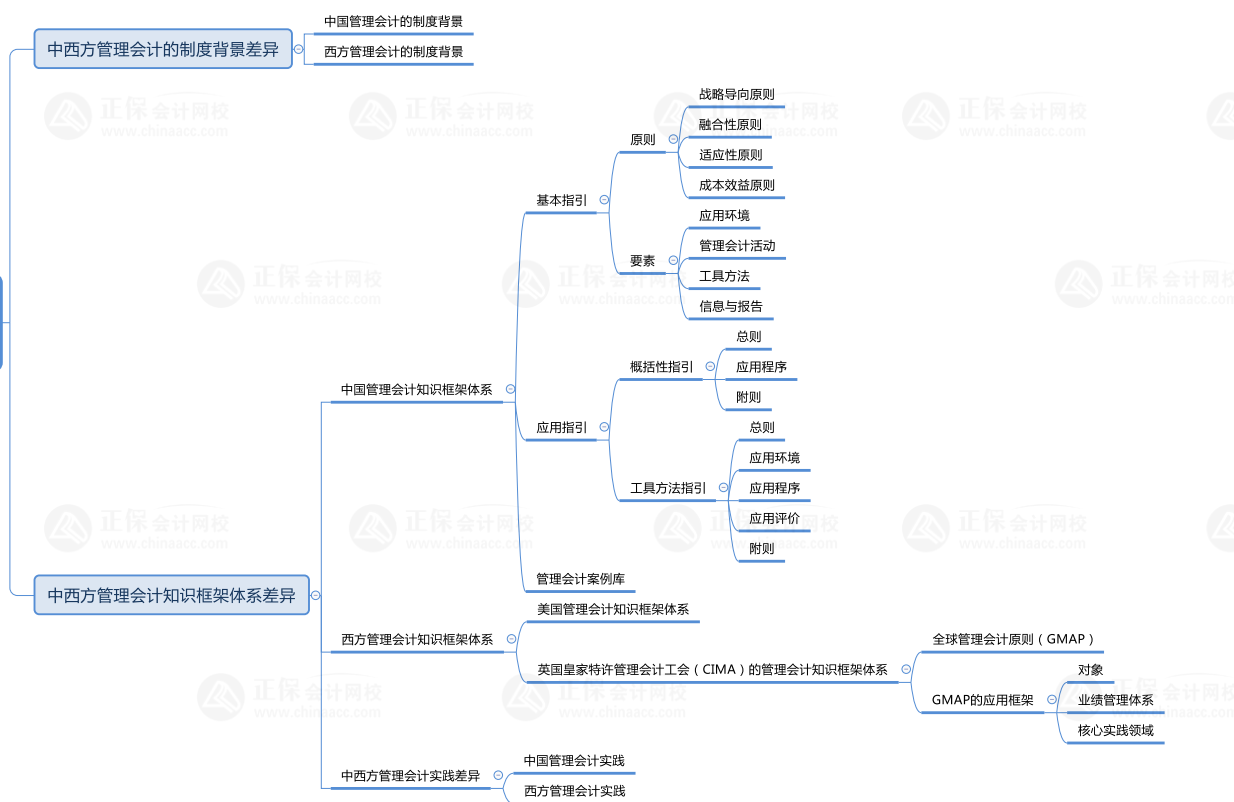 中西方管理会计的制度背景差异
中国管理会计的制度背景
西方管理会计的制度背景
中西方管理会计知识框架体系差异
中国管理会计知识框架体系
基本指引
原则
战略导向原则
融合性原则
适应性原则
成本效益原则
要素
应用环境
管理会计活动
工具方法
信息与报告
应用指引
概括性指引
总则
应用程序
附则
工具方法指引
总则
应用环境
应用程序
应用评价
附则
管理会计案例库
西方管理会计知识框架体系
美国管理会计知识框架体系
英国皇家特许管理会计工会（CIMA）的管理会计知识框架体系
全球管理会计原则（GMAP）
GMAP的应用框架
对象
业绩管理体系
核心实践领域
中西方管理会计实践差异
中国管理会计实践
西方管理会计实践
正保会计网校
www.chinaacc.com